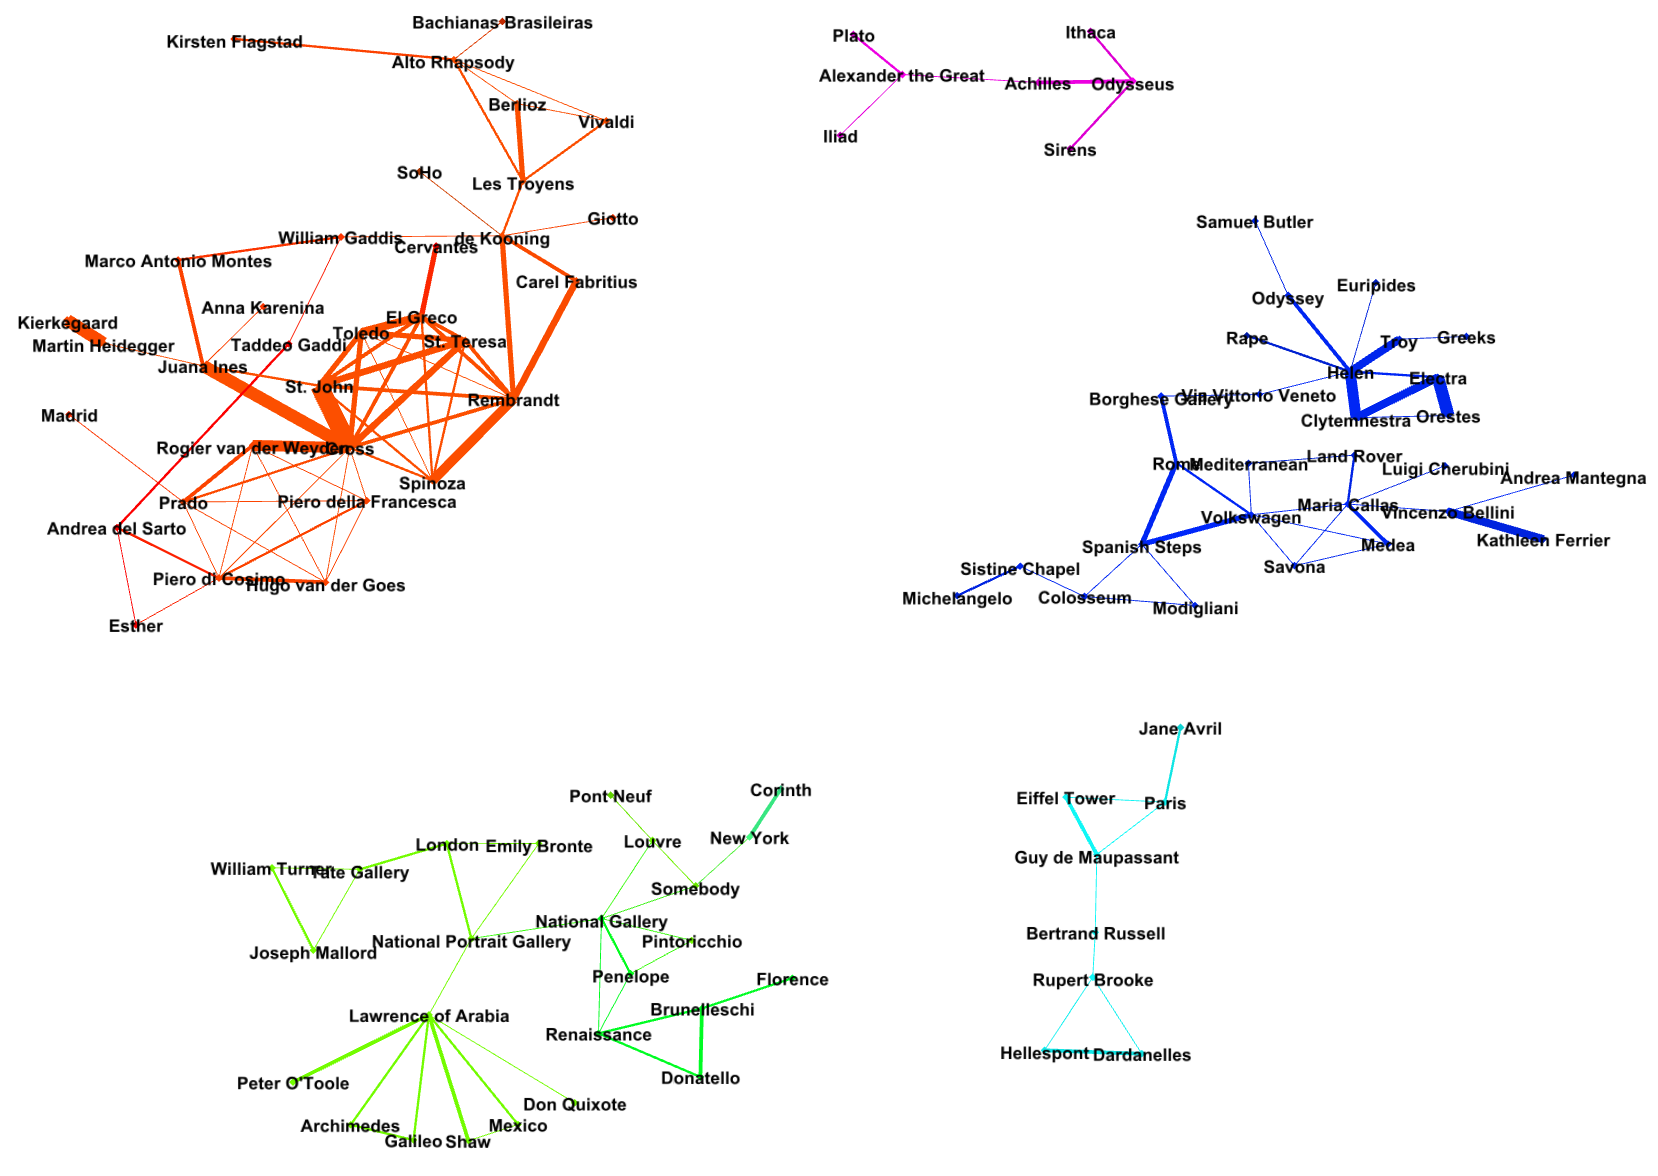 Bachianas Brasileiras
Kirsten Flagstad
Alto Rhapsody
Berlioz
Vivaldi
SoHo
Les Troyens
Giotto
William Gaddis
de Kooning
Cervantes
Marco Antonio Montes
Carel Fabritius
Anna Karenina
El Greco
Kierkegaard
Toledo
St. Teresa
Martin Heidegger
Taddeo Gaddi
Juana Ines
St. John
Rembrandt
Madrid
Rogier van der Weyden
Cross
Spinoza
Prado
Piero della Francesca
Andrea del Sarto
Piero di Cosimo
Hugo van der Goes
Esther
Plato
Ithaca
Alexander the Great
Achilles
Odysseus
Iliad
Sirens
Samuel Butler
Euripides
Odyssey
Rape
Troy
Greeks
Helen
Electra
Via Vittorio Veneto
Borghese Gallery
Clytemnestra
Orestes
Rome
Mediterranean
Land Rover
Luigi Cherubini
Andrea Mantegna
Maria Callas
Vincenzo Bellini
Volkswagen
Kathleen Ferrier
Spanish Steps
Medea
Savona
Sistine Chapel
Michelangelo
Colosseum
Modigliani
Pont Neuf
Corinth
London
Emily Bronte
Louvre
New York
William Turner
Tate Gallery
Somebody
National Gallery
National Portrait Gallery
Pintoricchio
Joseph Mallord
Penelope
Florence
Brunelleschi
Lawrence of Arabia
Renaissance
Donatello
Peter O'Toole
Don Quixote
Archimedes
Mexico
Galileo
Shaw
Jane Avril
Eiffel Tower
Paris
Guy de Maupassant
Bertrand Russell
Rupert Brooke
Hellespont
Dardanelles